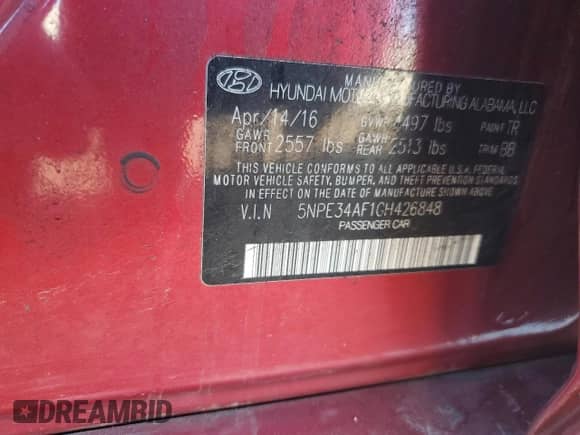 MANUFACTURED BY
HYUNDAI MOTOR MANUFACTURING ALABAMA, LLC
Apr/14/16 GVWR 4497 lbs PAINT TR
GAWR FRONT 2557 lbs GAWR REAR 2513 lbs TRIM BB
THIS VEHICLE CONFORMS TO ALL APPLICABLE U.S.A. FEDERAL
MOTOR VEHICLE SAFETY, BUMPER, AND THEFT PREVENTION STANDARDS
IN EFFECT ON THE DATE OF MANUFACTURE SHOWN ABOVE.
V.I.N 5NPE34AF1GH426848
PASSENGER CAR
DREAMBID